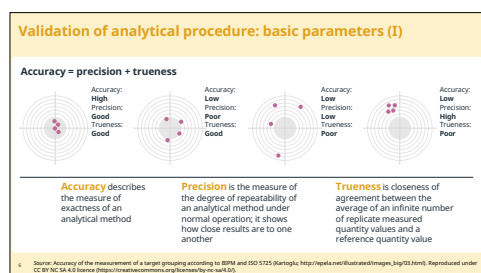 Validation of analytical procedure: basic parameters (I)
Accuracy = precision + trueness
Accuracy:
High
Precision:
Good
Trueness:
Good
Accuracy:
Low
Precision:
Poor
Trueness:
Good
Accuracy:
Low
Precision:
Low
Trueness:
Poor
Accuracy:
Low
Precision:
High
Trueness:
Poor
Accuracy describes
the measure of
exactness of an
analytical method
Precision is the measure of
the degree of repeatability of
an analytical method under
normal operation; it shows
how close results are to one
another
Trueness is closeness of
agreement between the
average of an infinite number
of replicate measured
quantity values and a
reference quantity value
6
Source: Accuracy of the measurement of a target grouping according to BIPM and ISO 5725 (Kartoglu; http://epela.net/illustrated/images_big/03.html). Reproduced under
CC BY NC SA 4.0 licence (https://creativecommons.org/licenses/by-nc-sa/4.0/).